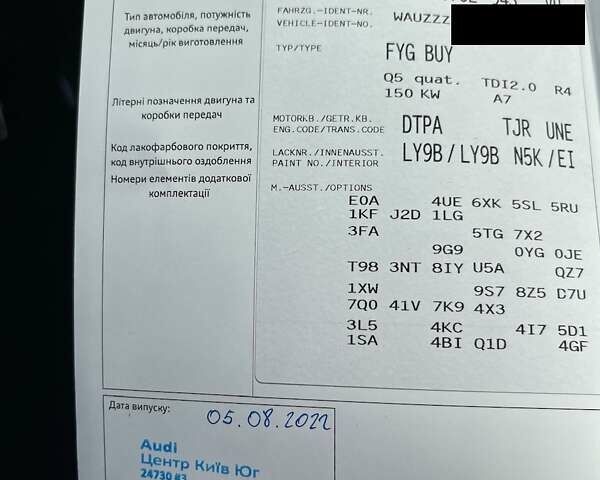 Тип автомобіля, потужність
двигуна, коробка передач,
місяць/рік виготовлення
Літерні позначення двигуна та
коробки передач
Код лакофарбового покриття,
код внутрішнього оздоблення
Номери елементів додаткової
комплектації
FAHRZG.-IDENT-NR.
VEHICLE-IDENT-NO. WAUZZZ
TYP/TYPE FYG BUY
Q5 quat. TDI2.0 R4
150 KW A7
MOTORKB./GETR.KB.
ENG.CODE/TRANS.CODE DTPA TJR UNE
LACKNR./INNENAUSST.
PAINT NO./INTERIOR LY9B/LY9B N5K/EI
M.-AUSST./OPTIONS
E0A 4UE 6XK 5SL 5RU
1KF J2D 1LG
3FA 5TG 7X2
9G9 0YG 0JE
T98 3NT 8IY U5A QZ7
1XW 9S7 8Z5 D7U
7Q0 41V 7K9 4X3
3L5 4KC 4I7 5D1
1SA 4BI Q1D 4GF
Дата випуску: 05.08.2022
Audi
Центр Київ Юг
24730 #3